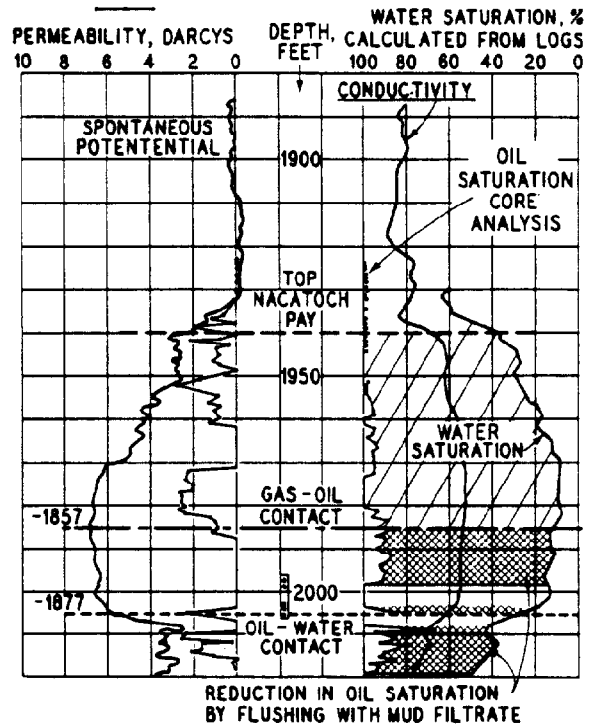 PERMEABILITY, DARCYS
10 8 6 4 2 0
DEPTH,
FEET
WATER SATURATION, %
CALCULATED FROM LOGS
100 80 60 40 20 0
CONDUCTIVITY
SPONTANEOUS
POTENTENTIAL
1900
OIL
SATURATION
CORE
ANALYSIS
TOP
NACATOCH
PAY
1950
WATER
SATURATION
GAS-OIL
CONTACT
-1857
2000
-1877
OIL-WATER
CONTACT
REDUCTION IN OIL SATURATION
BY FLUSHING WITH MUD FILTRATE